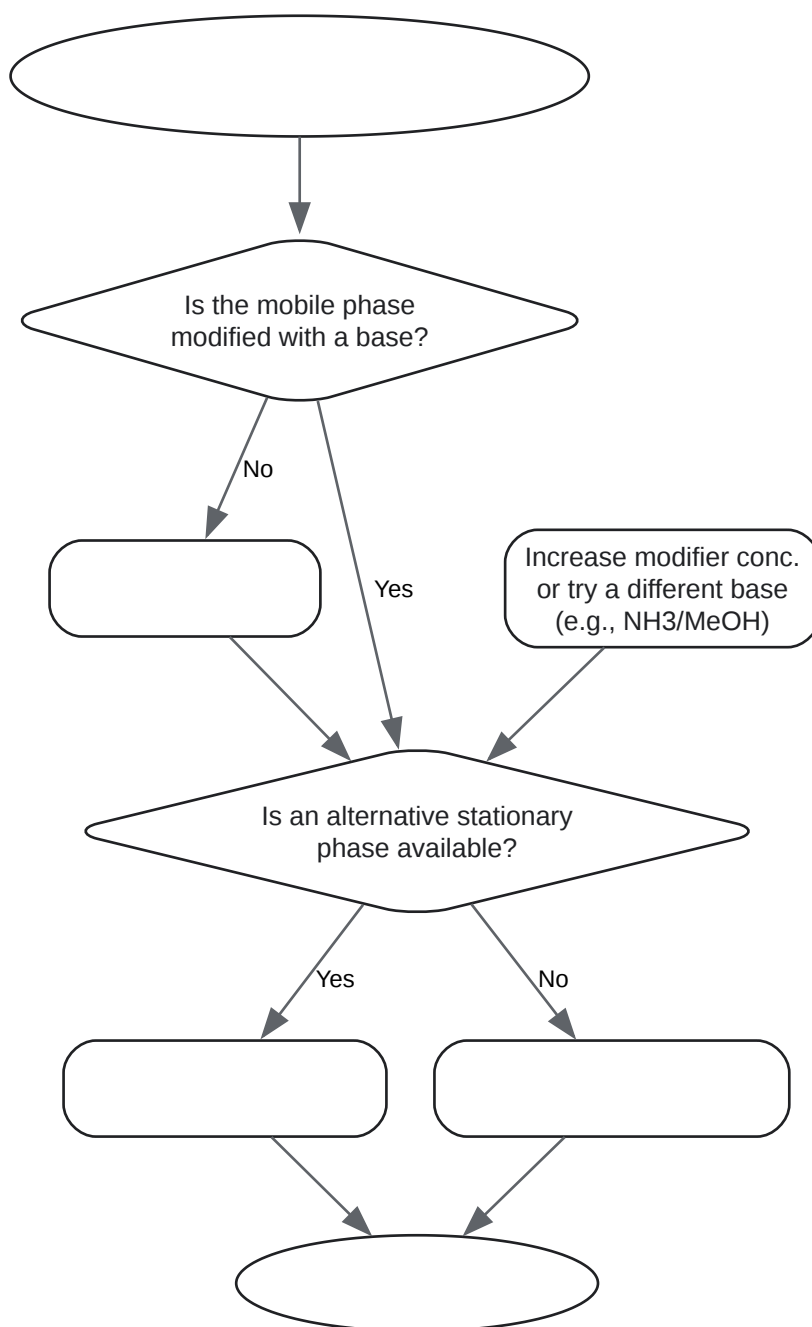 Is the mobile phase
modified with a base?
No
Yes
Increase modifier conc.
or try a different base
(e.g., NH3/MeOH)
Is an alternative stationary
phase available?
Yes
No